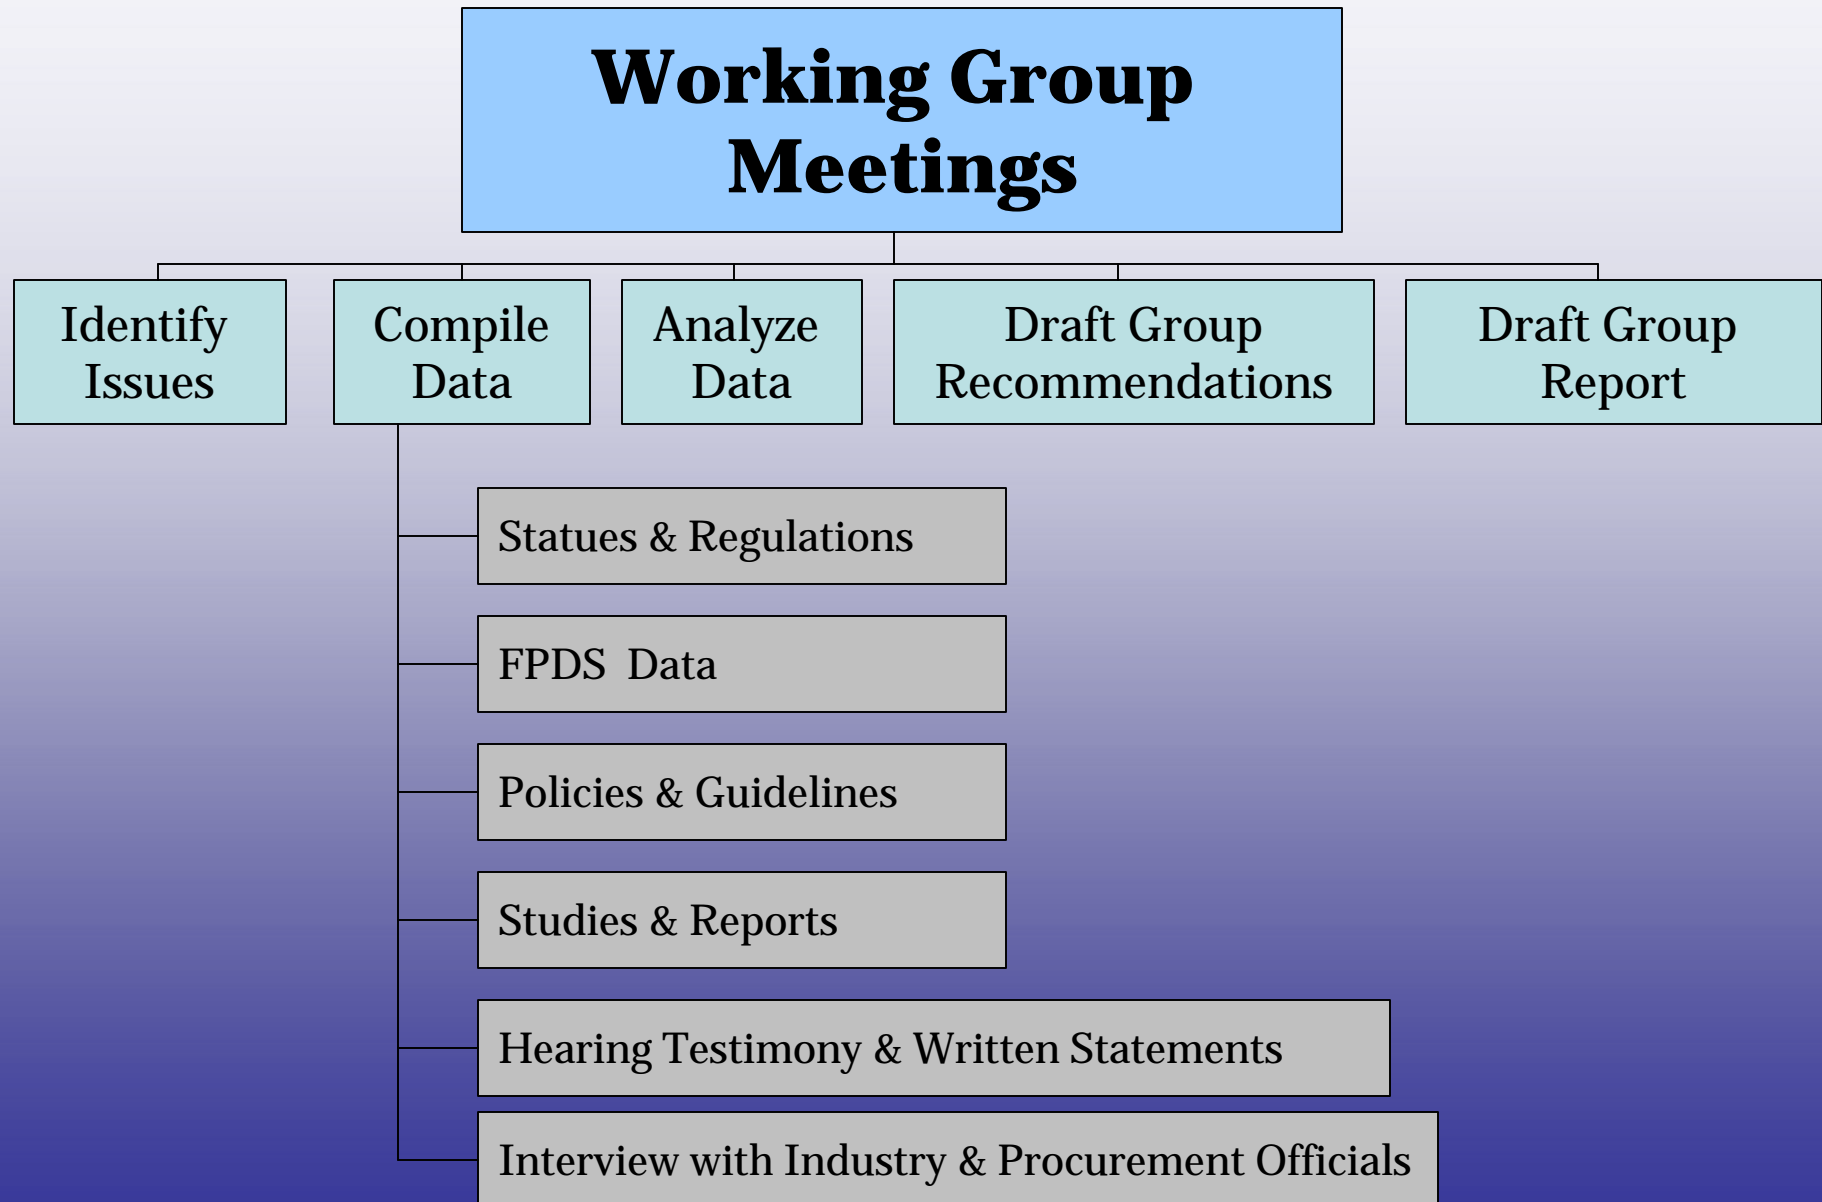 Working Group
Meetings
Identify
Issues
Compile
Data
Analyze
Data
Draft Group
Recommendations
Draft Group
Report
Statues & Regulations
FPDS  Data
Policies & Guidelines
Studies & Reports
Hearing Testimony & Written Statements
Interview with Industry & Procurement Officials